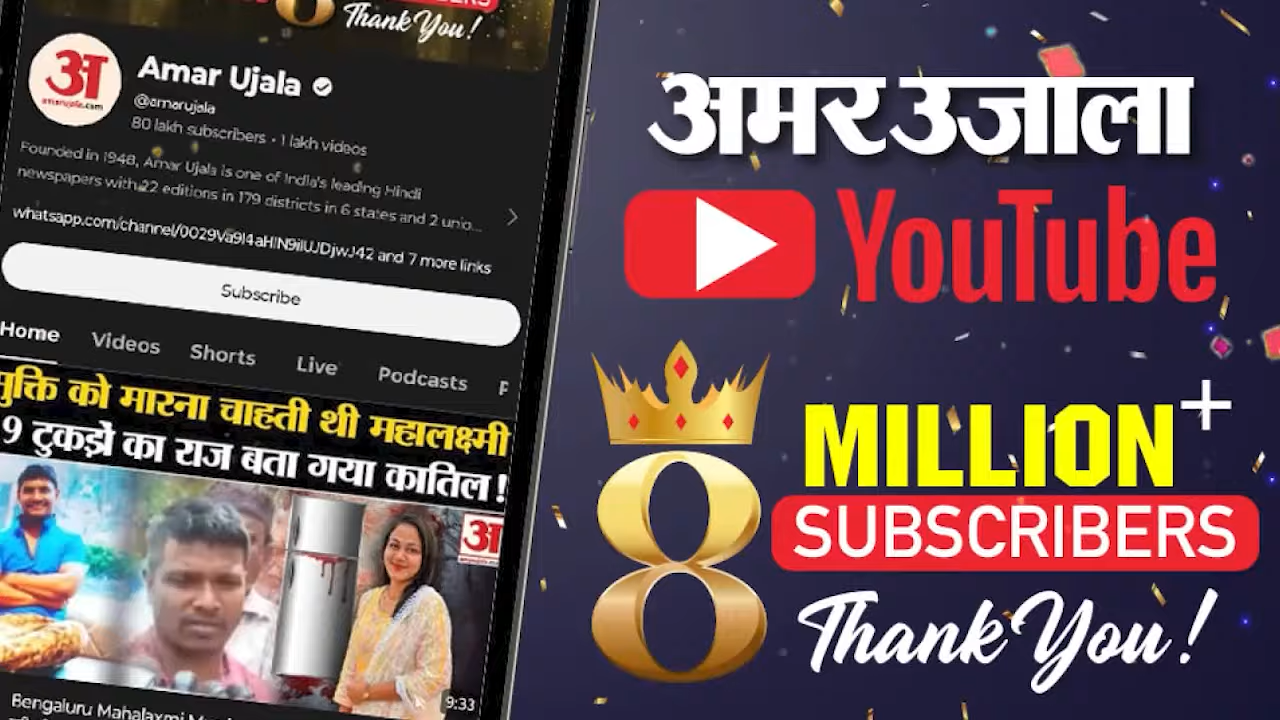 8
SUBSCRIBERS
Thank You!
अ
amarujala.com
Amar Ujala
@amarujala
80 lakh subscribers • 1 lakh videos
Founded in 1948, Amar Ujala is one of India's leading Hindi
newspapers with 22 editions in 179 districts in 6 states and 2 unio...
and 7 more links
Subscribe
Home Videos Shorts Live Podcasts P
मुक्ति को मारना चाहती थी महालक्ष्मी
9 टुकड़ों का राज बता गया कातिल!
अ
9:33
Bengaluru Mahalaxmi
अमर उजाला
YouTube
8 MILLION+
SUBSCRIBERS
Thank You!